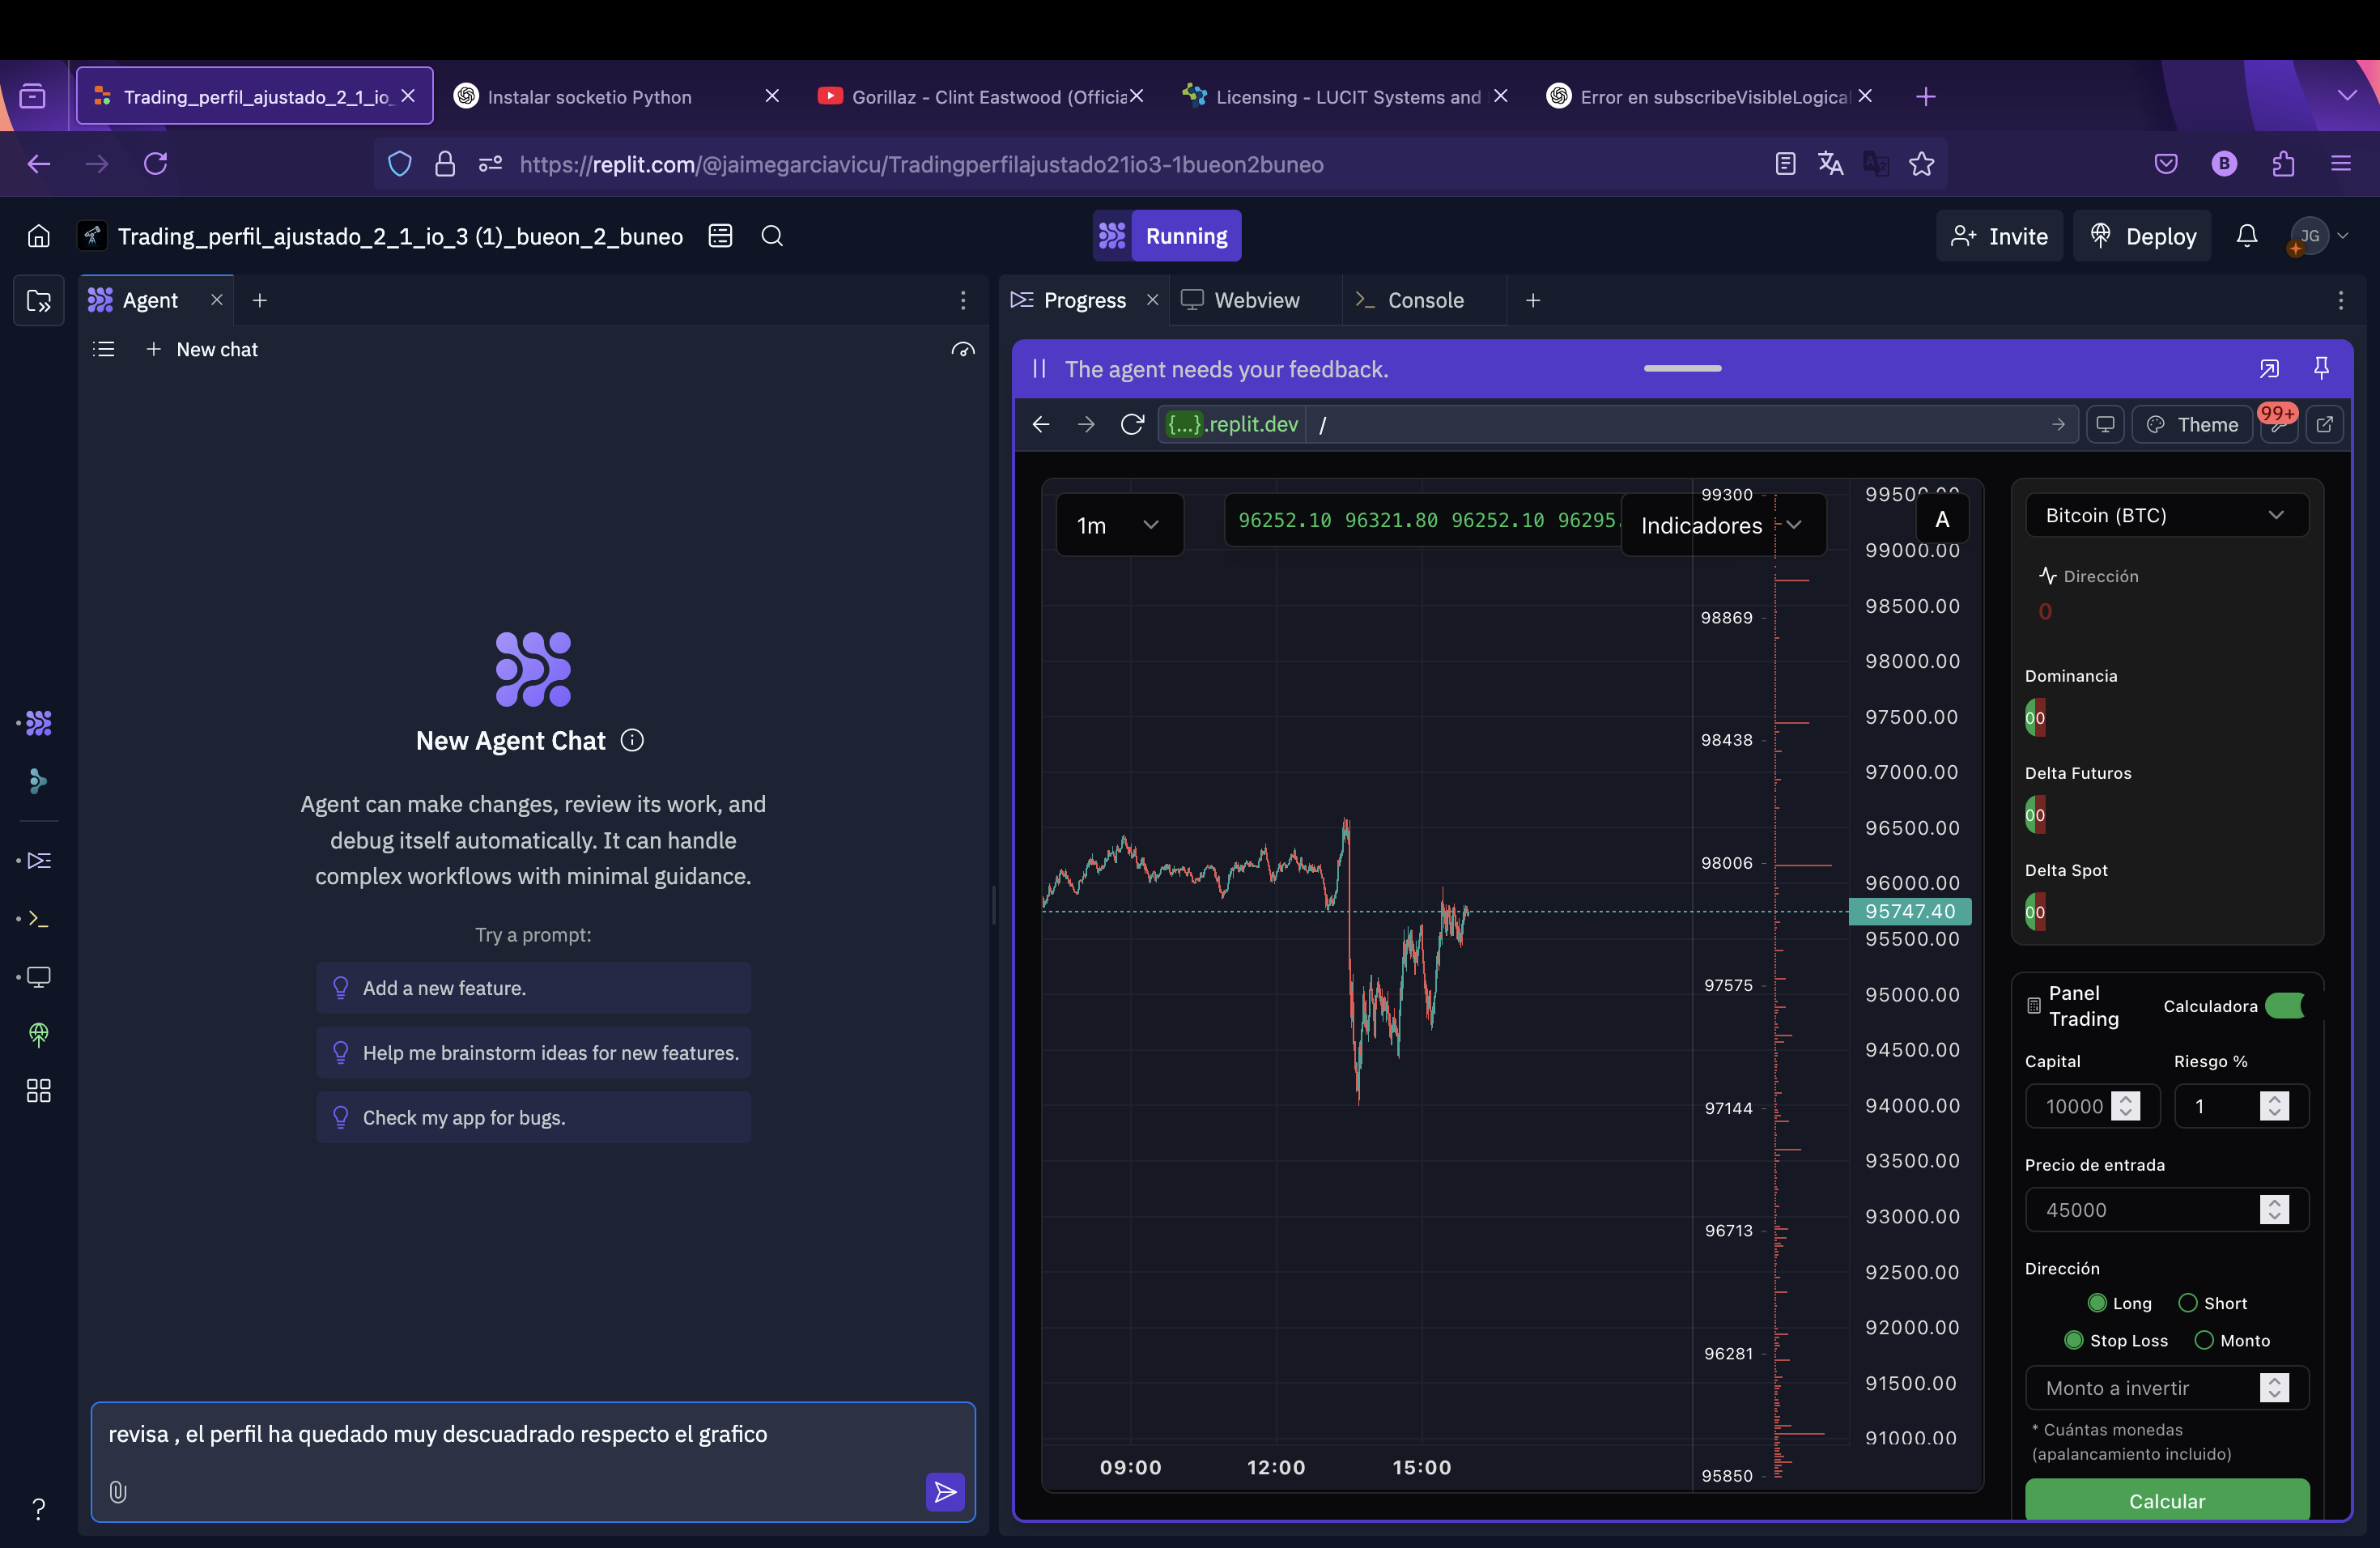 Trading_perfil_ajustado_2_1_io_
Instalar socketio Python
Gorillaz - Clint Eastwood (Officia
Licensing - LUCIT Systems and
Error en subscribeVisibleLogical
https://replit.com/@jaimegarciavicu/Tradingperfilajustado21io3-1bueon2buneo
B
Trading_perfil_ajustado_2_1_io_3 (1)_bueon_2_buneo
Running
Invite
Deploy
JG
Agent
New chat
New Agent Chat
Agent can make changes, review its work, and
debug itself automatically. It can handle
complex workflows with minimal guidance.
Try a prompt:
Add a new feature.
Help me brainstorm ideas for new features.
Check my app for bugs.
revisa , el perfil ha quedado muy descuadrado respecto el grafico
?
Progress
Webview
Console
The agent needs your feedback.
{...}.replit.dev
/
Theme
99+
1m
96252.10 96321.80 96252.10 96295.
Indicadores
A
99300
98869
98438
98006
97575
97144
96713
96281
95850
99500.00
99000.00
98500.00
98000.00
97500.00
97000.00
96500.00
96000.00
95747.40
95500.00
95000.00
94500.00
94000.00
93500.00
93000.00
92500.00
92000.00
91500.00
91000.00
09:00
12:00
15:00
Bitcoin (BTC)
Dirección
0
Dominancia
00
Delta Futuros
00
Delta Spot
00
Panel
Trading
Calculadora
Capital
Riesgo %
10000
1
Precio de entrada
45000
Dirección
Long
Short
Stop Loss
Monto
Monto a invertir
* Cuántas monedas
(apalancamiento incluido)
Calcular